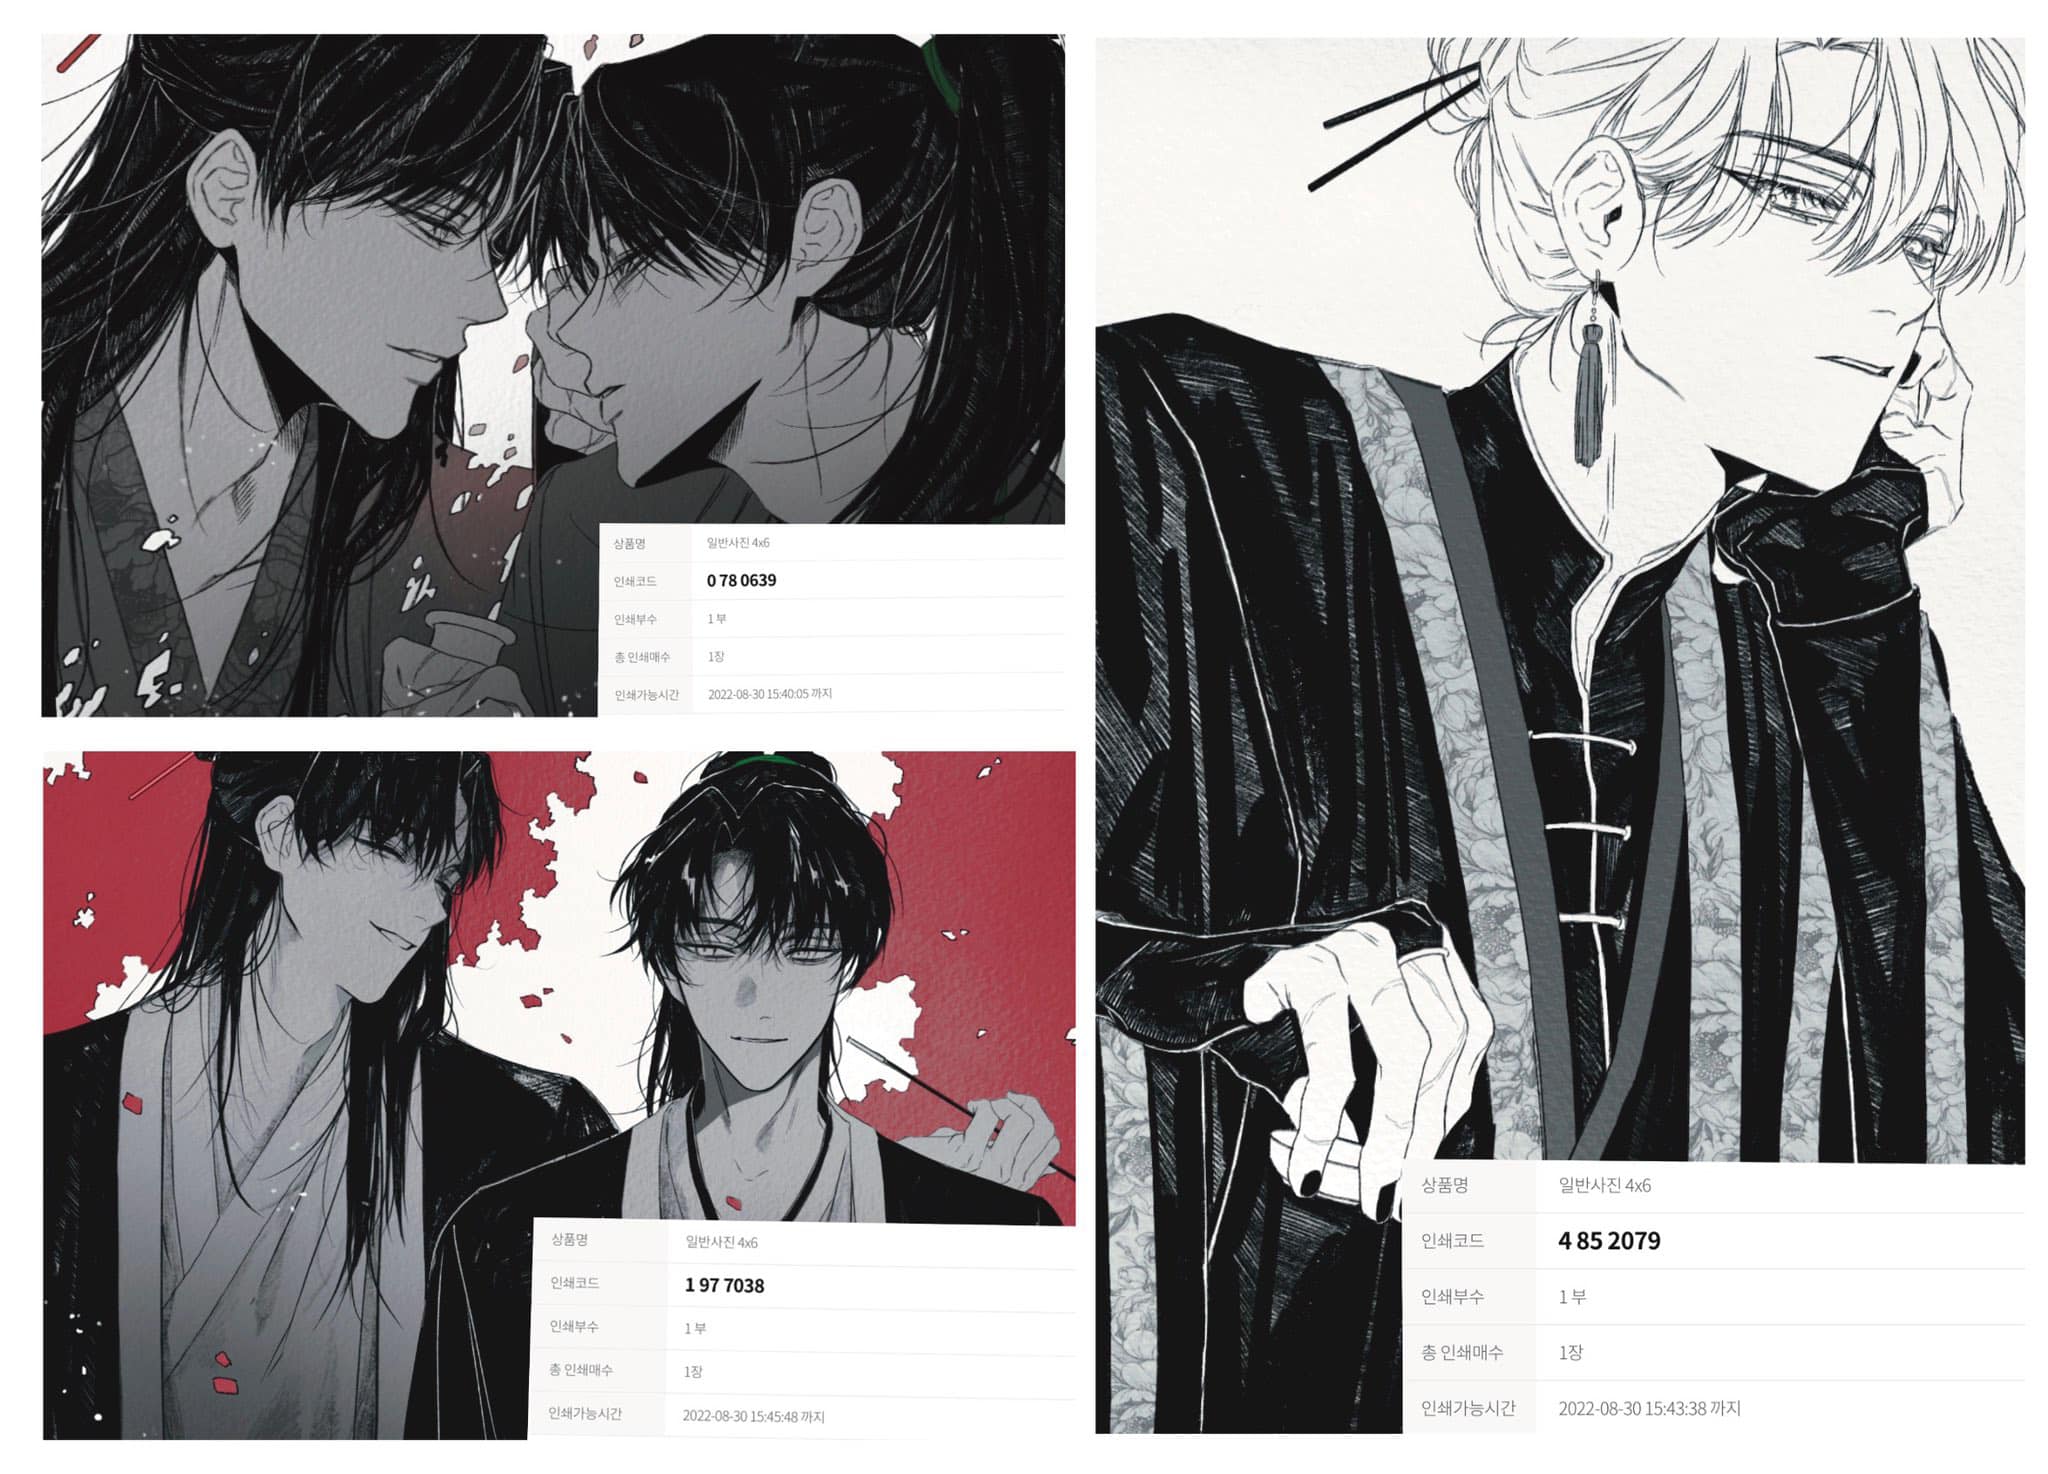 상품명 일반사진 4x6
인쇄코드 0 78 0639
인쇄부수 1 부
총 인쇄매수 1장
인쇄가능시간 2022-08-30 15:40:05 까지
상품명 일반사진 4x6
인쇄코드 1 97 7038
인쇄부수 1 부
총 인쇄매수 1장
인쇄가능시간 2022-08-30 15:45:48 까지
상품명 일반사진 4x6
인쇄코드 4 85 2079
인쇄부수 1 부
총 인쇄매수 1장
인쇄가능시간 2022-08-30 15:43:38 까지